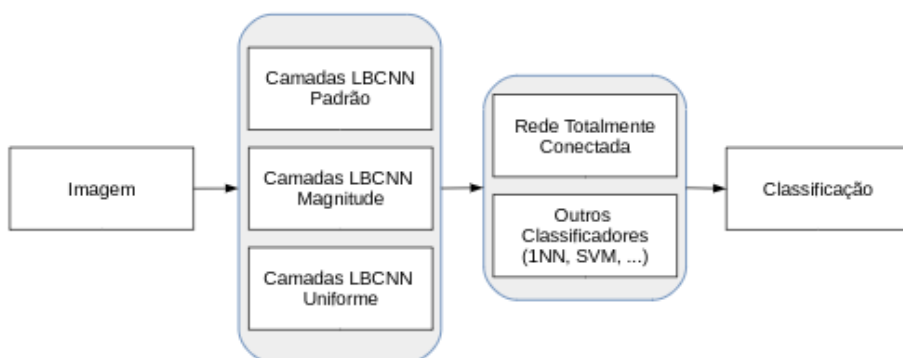 Imagem
Camadas LBCNN
Padrão
Camadas LBCNN
Magnitude
Camadas LBCNN
Uniforme
Rede Totalmente
Conectada
Outros
Classificadores
(1NN, SVM, ...)
Classificação